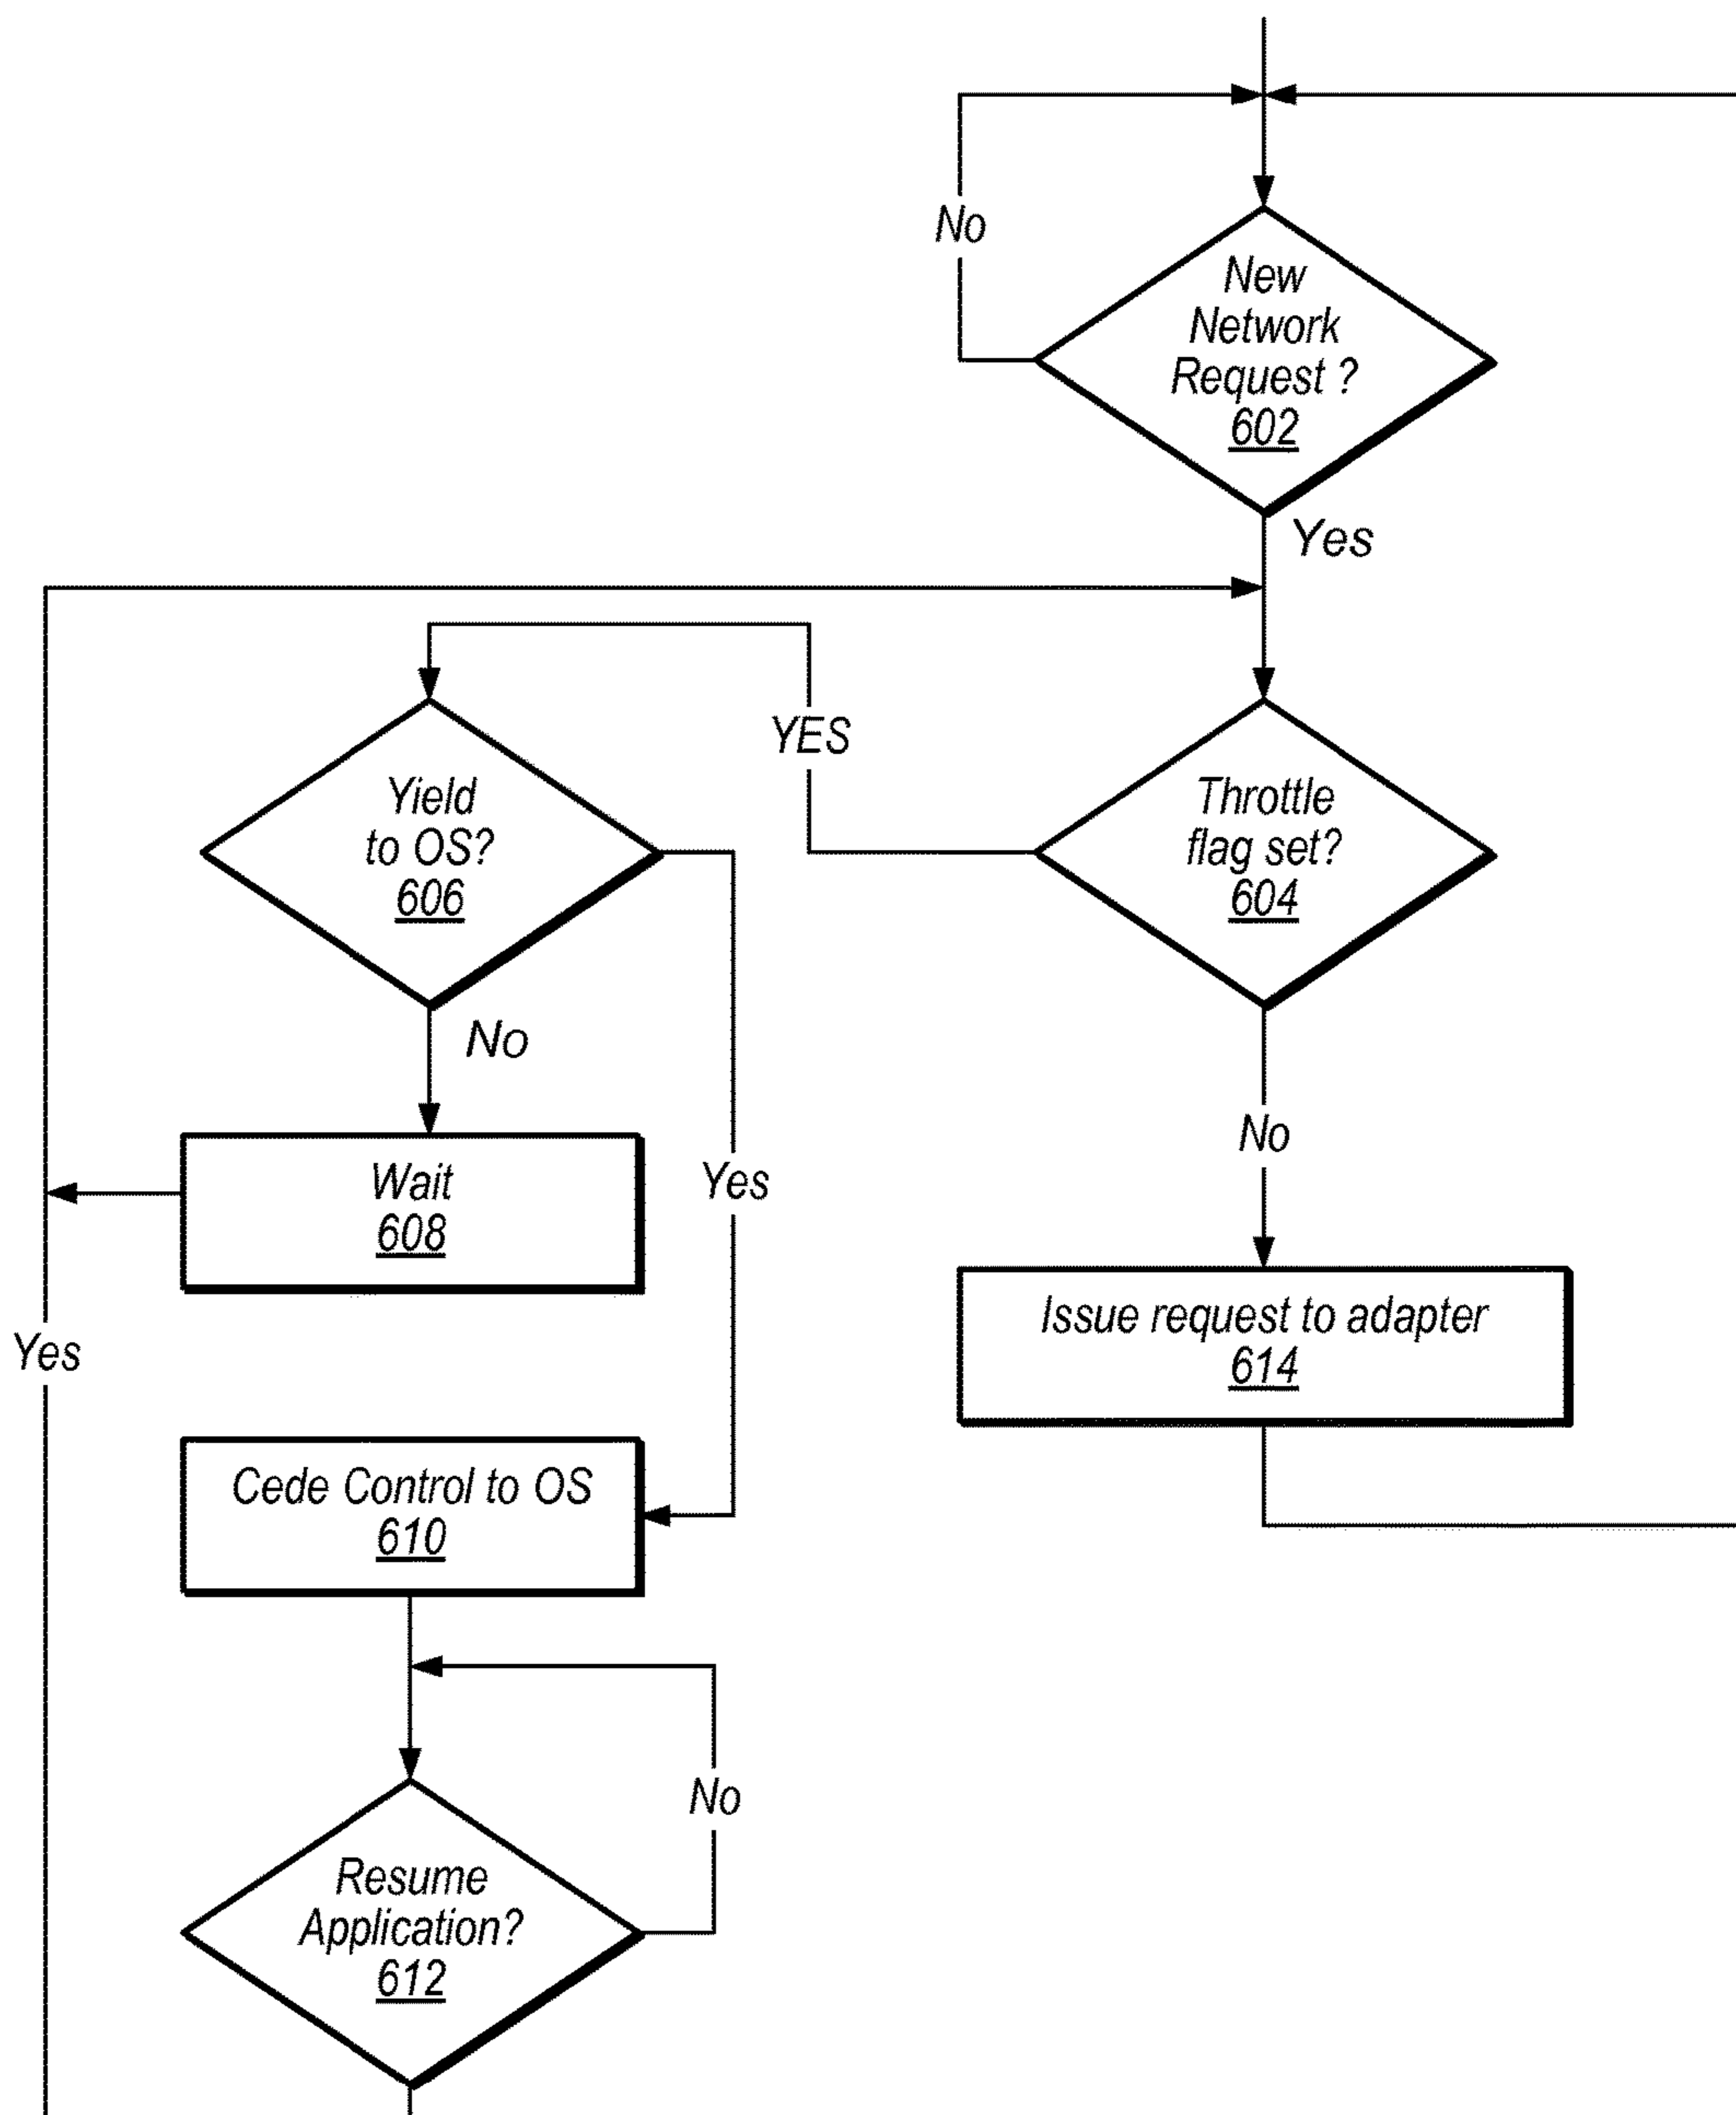 No
New
Network
Request ?
602
Yes
YES
Yield
to OS?
606
Throttle
flag set?
604
No
No
Wait
608
Yes
Issue request to adapter
614
Yes
Cede Control to OS
610
No
Resume
Application?
612